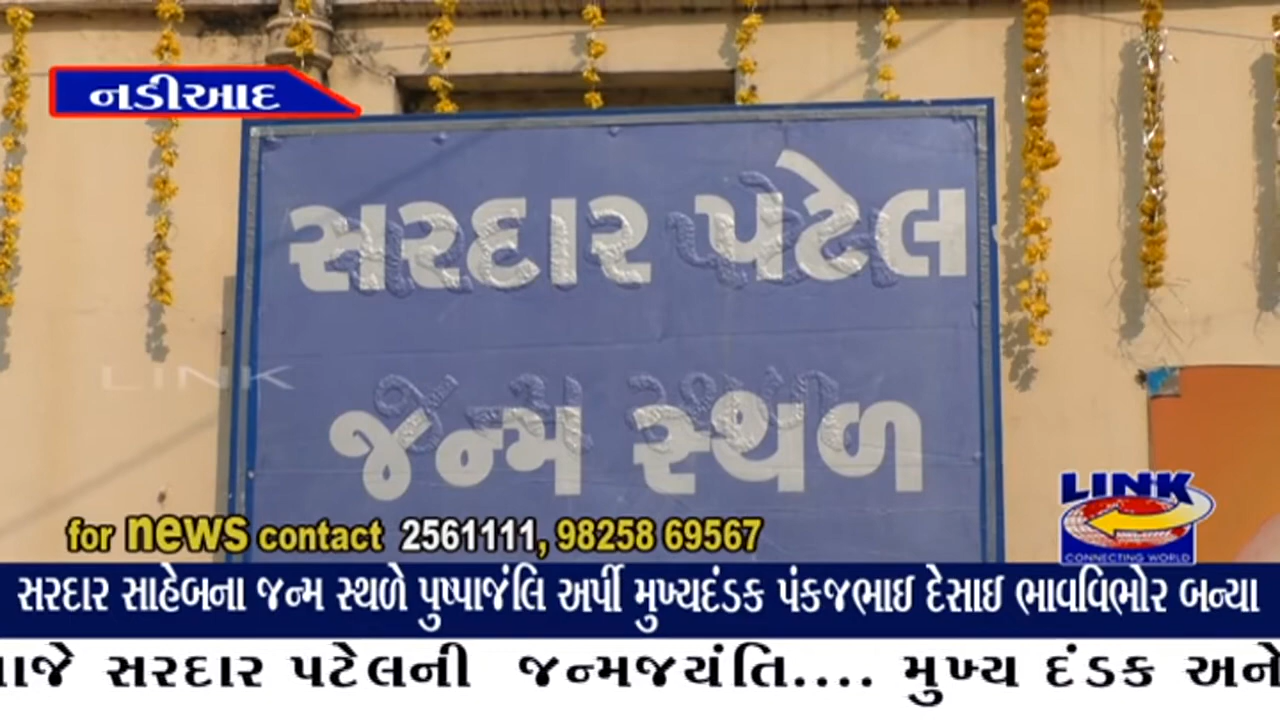 નડીઆદ
સરદાર પટેલ
જન્મ સ્થળ
LINK
for news contact 2561111, 98258 69567
LINK
CONNECTING WORLD
સરદાર સાહેબના જન્મ સ્થળે પુષ્પાજંલિ અર્પી મુખ્યદંડક પંકજભાઇ દેસાઇ ભાવવિભોર બન્યા
સરદાર પટેલની જન્મજયંતિ.... મુખ્ય દંડક અને